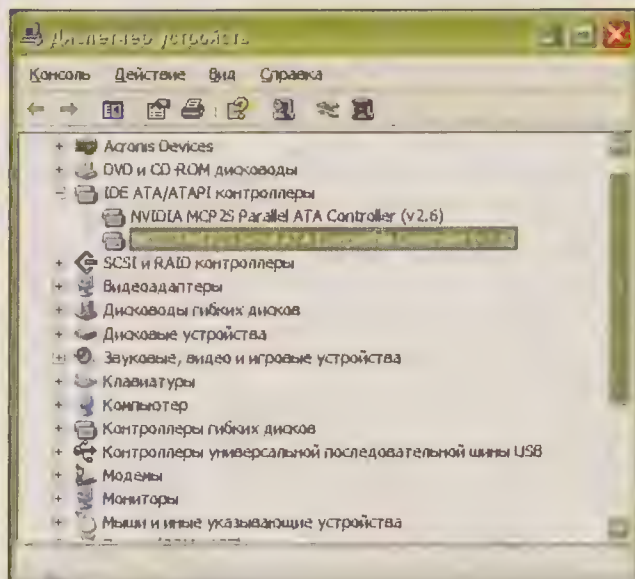 Диспетчер устройств
Консоль Действие Вид Справка
Acronis Devices
DVD и CD-ROM дисководы
IDE ATA/ATAPI контроллеры
NVIDIA MCP2S Parallel ATA Controller (v2.6)
SCSI и RAID контроллеры
Видеоадаптеры
Дисководы гибких дисков
Дисковые устройства
Звуковые, видео и игровые устройства
Клавиатуры
Компьютер
Контроллеры гибких дисков
Контроллеры универсальной последовательной шины USB
Модемы
Мониторы
Мыши и иные указывающие устройства